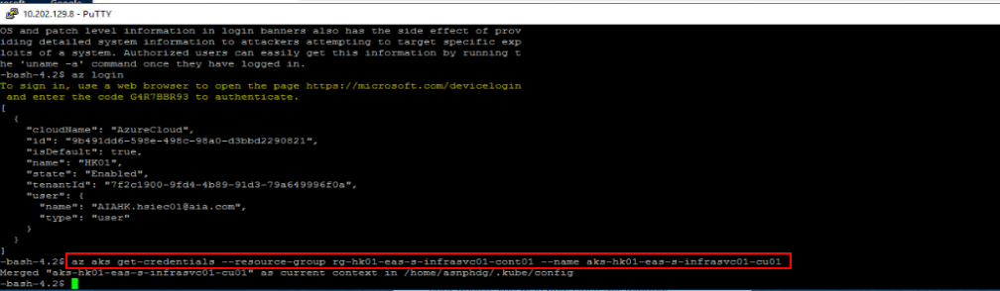 10.202.129.8 - PuTTY
OS and patch level information in login banners also has the side effect of prov
iding detailed system information to attackers attempting to target specific exp
loits of a system. Authorized users can easily get this information by running t
he 'uname -a' command once they have logged in.
-bash-4.2$ az login
To sign in, use a web browser to open the page https://microsoft.com/devicelogin
and enter the code G4R7BBR93 to authenticate.
[
{
"cloudName": "AzureCloud",
"id": "9b491dd6-598e-498c-98a0-d3bbd2290821",
"isDefault": true,
"name": "HK01",
"state": "Enabled",
"tenantId": "7f2c1900-9fd4-4b89-91d3-79a649996f0a",
"user": {
"name": "AIAHK.hsiec01@aia.com",
"type": "user"
}
}
]
-bash-4.2$ az aks get-credentials --resource-group rg-hk01-eas-s-infrasvc01-cont01 --name aks-hk01-eas-s-infrasvc01-cu01
Merged "aks-hk01-eas-s-infrasvc01-cu01" as current context in /home/asnphdg/.kube/config
-bash-4.2$